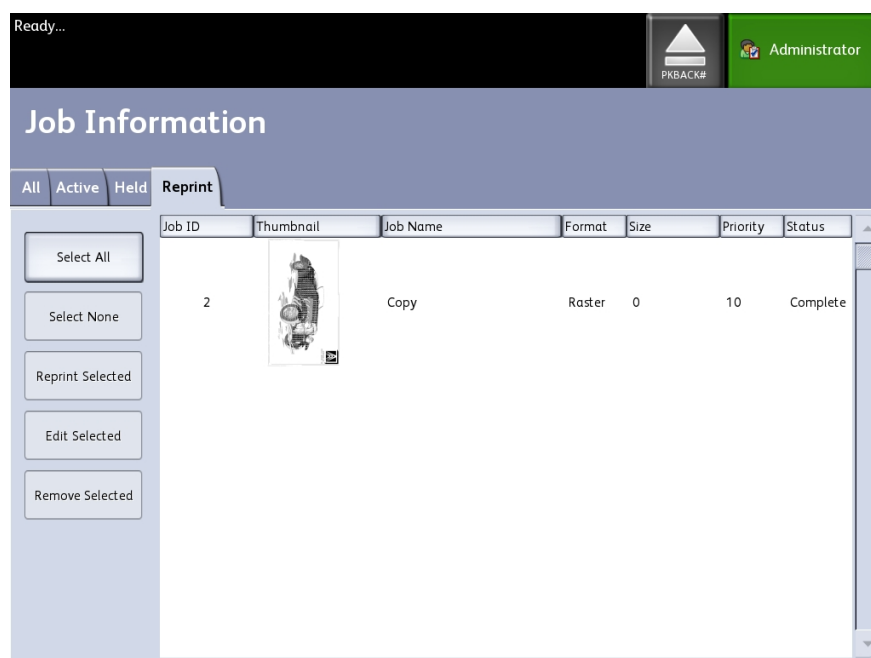 Ready...
PKBACK#
Administrator
Job Information
All Active Held Reprint
Job ID Thumbnail Job Name Format Size Priority Status
Select All
2 Copy Raster 0 10 Complete
Select None
Reprint Selected
Edit Selected
Remove Selected